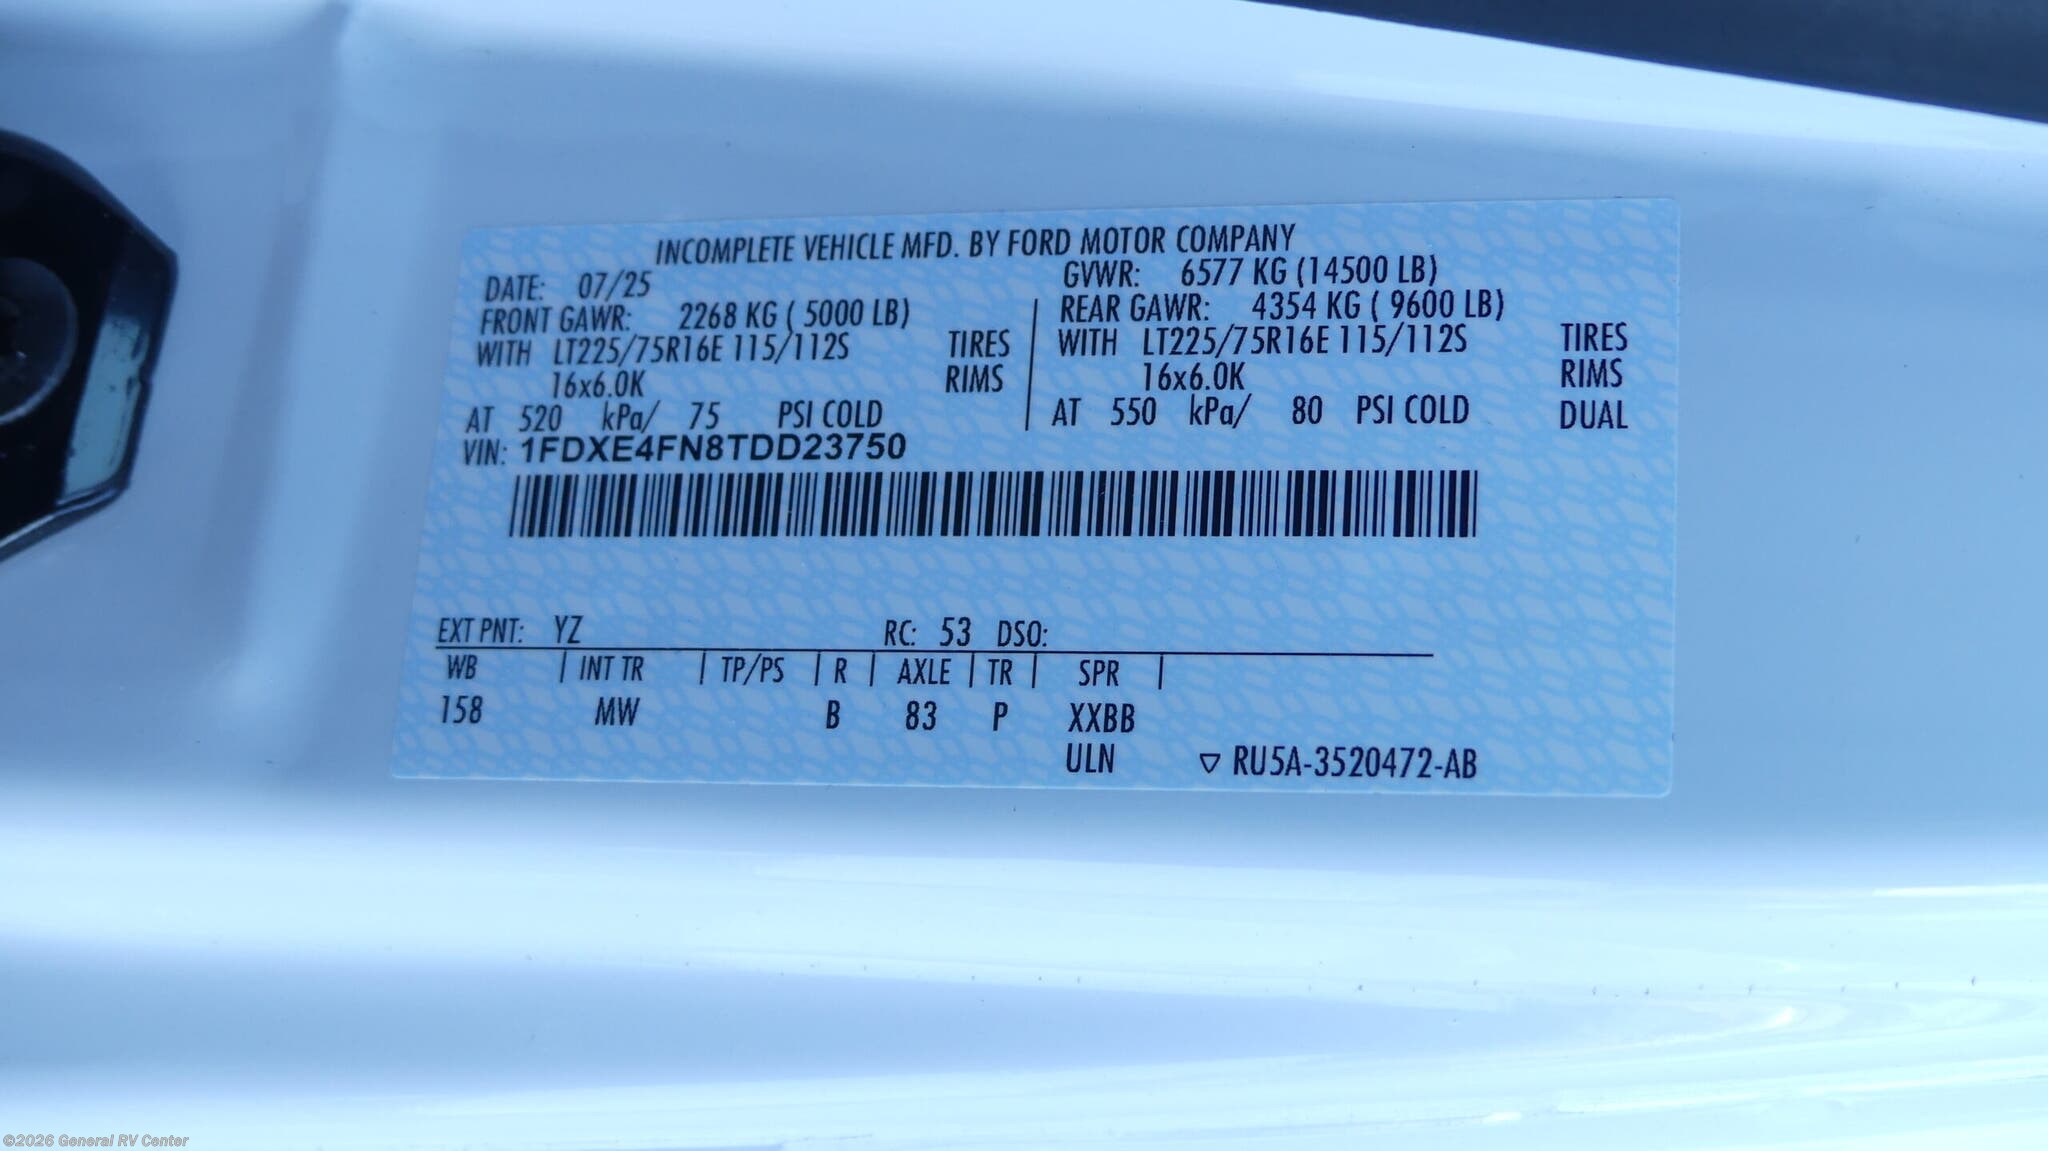 INCOMPLETE VEHICLE MFD. BY FORD MOTOR COMPANY
DATE: 07/25 GVWR: 6577 KG (14500 LB)
FRONT GAWR: 2268 KG ( 5000 LB) REAR GAWR: 4354 KG ( 9600 LB)
WITH LT225/75R16E 115/112S TIRES WITH LT225/75R16E 115/112S TIRES
16x6.0K RIMS 16x6.0K RIMS
AT 520 kPa/ 75 PSI COLD AT 550 kPa/ 80 PSI COLD DUAL
VIN: 1FDXE4FN8TDD23750
EXT PNT: YZ RC: 53 DSO:
WB | INT TR | TP/PS | R | AXLE | TR | SPR |
158 MW B 83 P XXBB
ULN ▽ RU5A-3520472-AB
©2026 General RV Center